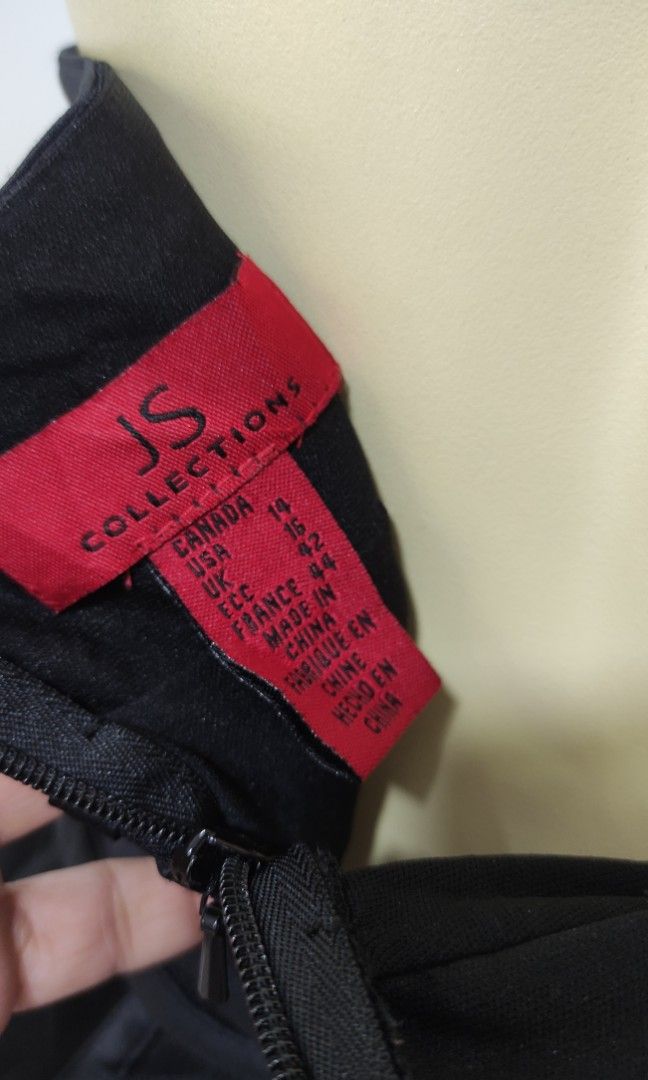 JS
COLLECTIONS
CANADA 14
USA 16
UK 42
ECC 44
FRANCE
MADE IN
CHINA
FABRIQUE EN
CHINE
HECHO EN
CHINA